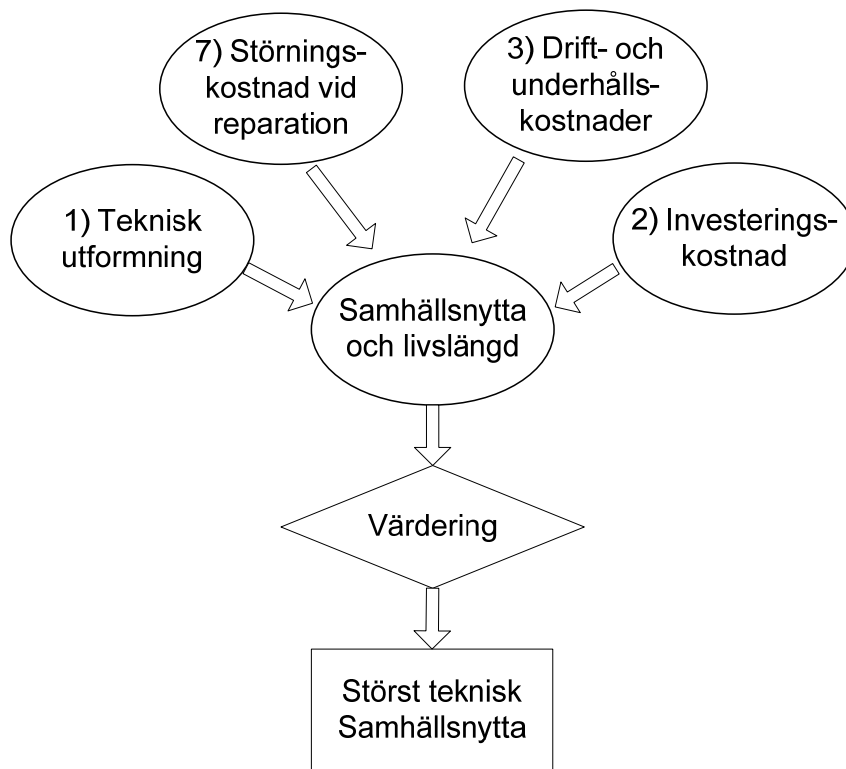 7) Störnings-
kostnad vid
reparation
3) Drift- och
underhålls-
kostnader
1) Teknisk
utformning
2) Investerings-
kostnad
Samhällsnytta
och livslängd
Värdering
Störst teknisk
Samhällsnytta